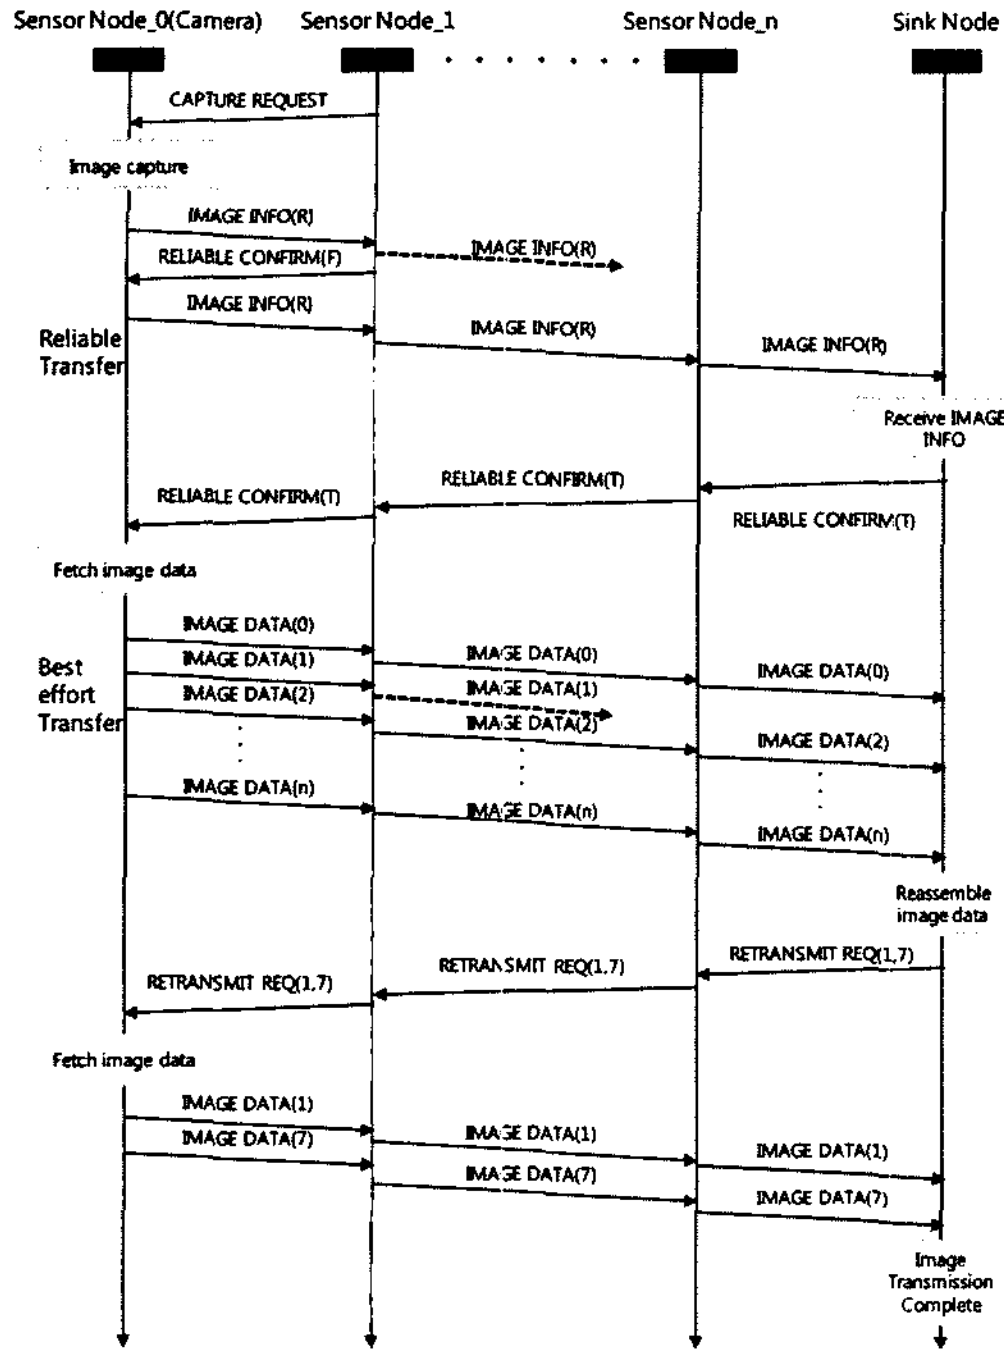 Sensor Node_0(Camera) Sensor Node_1 Sensor Node_n Sink Node
CAPTURE REQUEST
Image capture
IMAGE INFO(R)
IMAGE INFO(R)
RELIABLE CONFIRM(F)
IMAGE INFO(R)
IMAGE INFO(R)
IMAGE INFO(R)
Reliable
Transfer
Receive IMAGE
INFO
RELIABLE CONFIRM(T)
RELIABLE CONFIRM(T)
RELIABLE CONFIRM(T)
Fetch image data
IMAGE DATA(0)
IMAGE DATA(0)
IMAGE DATA(0)
Best
effort
Transfer
IMAGE DATA(1)
IMAGE DATA(1)
IMAGE DATA(2)
IMAGE DATA(2)
IMAGE DATA(2)
IMAGE DATA(n)
IMAGE DATA(n)
IMAGE DATA(n)
Reassemble
image data
RETRANSMIT REQ(1,7)
RETRANSMIT REQ(1,7)
RETRANSMIT REQ(1,7)
Fetch image data
IMAGE DATA(1)
IMAGE DATA(1)
IMAGE DATA(1)
IMAGE DATA(7)
IMAGE DATA(7)
IMAGE DATA(7)
Image
Transmission
Complete